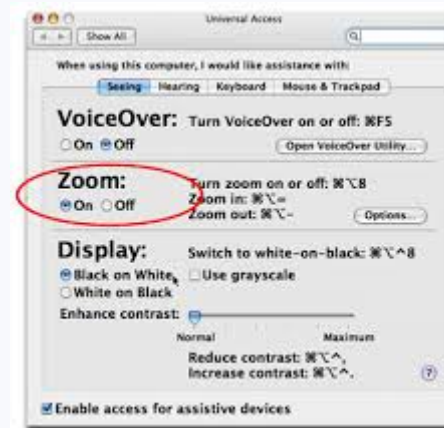 Universal Access
Show All
When using this computer, I would like assistance with:
Seeing Hearing Keyboard Mouse & Trackpad
VoiceOver: Turn VoiceOver on or off: ⌘F5
On Off Open VoiceOver Utility...
Zoom: Turn zoom on or off: ⌘⌥8
On Off Zoom in: ⌘⌥=
Zoom out: ⌘⌥- Options...
Display: Switch to white-on-black: ⌘⌥^8
Black on White Use grayscale
White on Black
Enhance contrast:
Normal Maximum
Reduce contrast: ⌘⌥^,
Increase contrast: ⌘⌥^.
?
Enable access for assistive devices